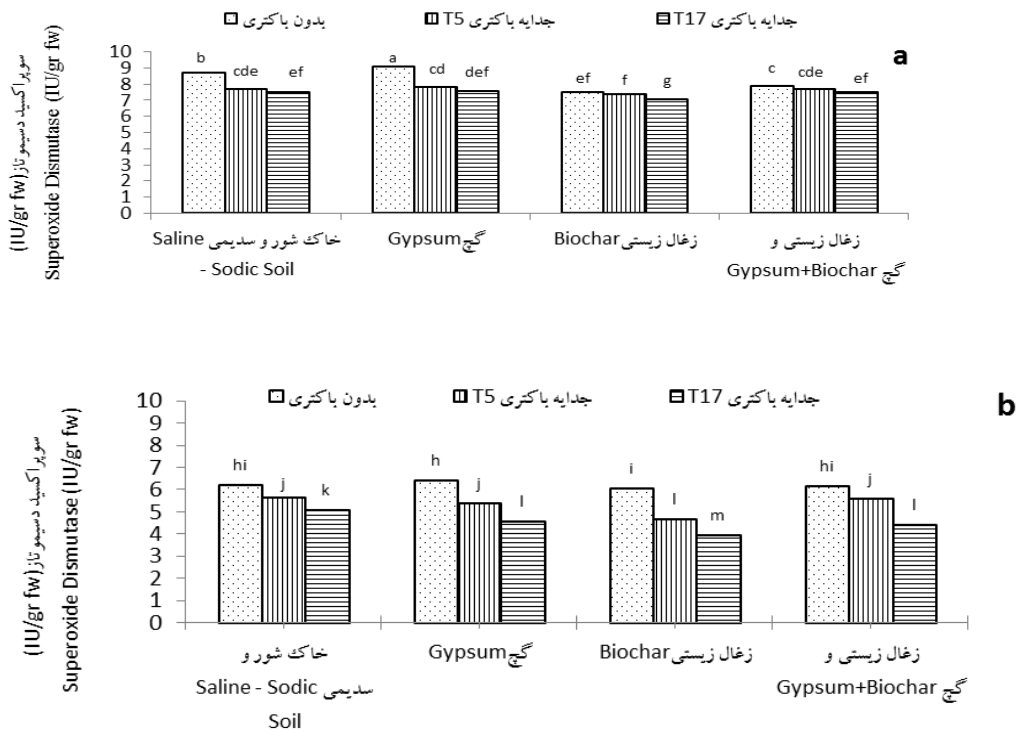 بدون باکتری جدایه باکتری T5 جدایه باکتری T17
a
سوپراکسید دسیموتاز(IU/gr fw)
Superoxide Dismutase (IU/gr fw)
10
9
8
7
6
5
4
3
2
1
0
b cde ef a cd def ef f g c cde ef
خاک شور و سدیمی Saline
- Sodic Soil
گچ Gypsum
زغال زیستی Biochar
زغال زیستی و
گچ Gypsum+Biochar
بدون باکتری جدایه باکتری T5 جدایه باکتری T17
b
سوپراکسید دسیموتاز(IU/gr fw)
Superoxide Dismutase (IU/gr fw)
10
9
8
7
6
5
4
3
2
1
0
hi j k h j l i l m hi j l
خاک شور و
سدیمی Saline - Sodic
Soil
گچ Gypsum
زغال زیستی Biochar
زغال زیستی و
گچ Gypsum+Biochar